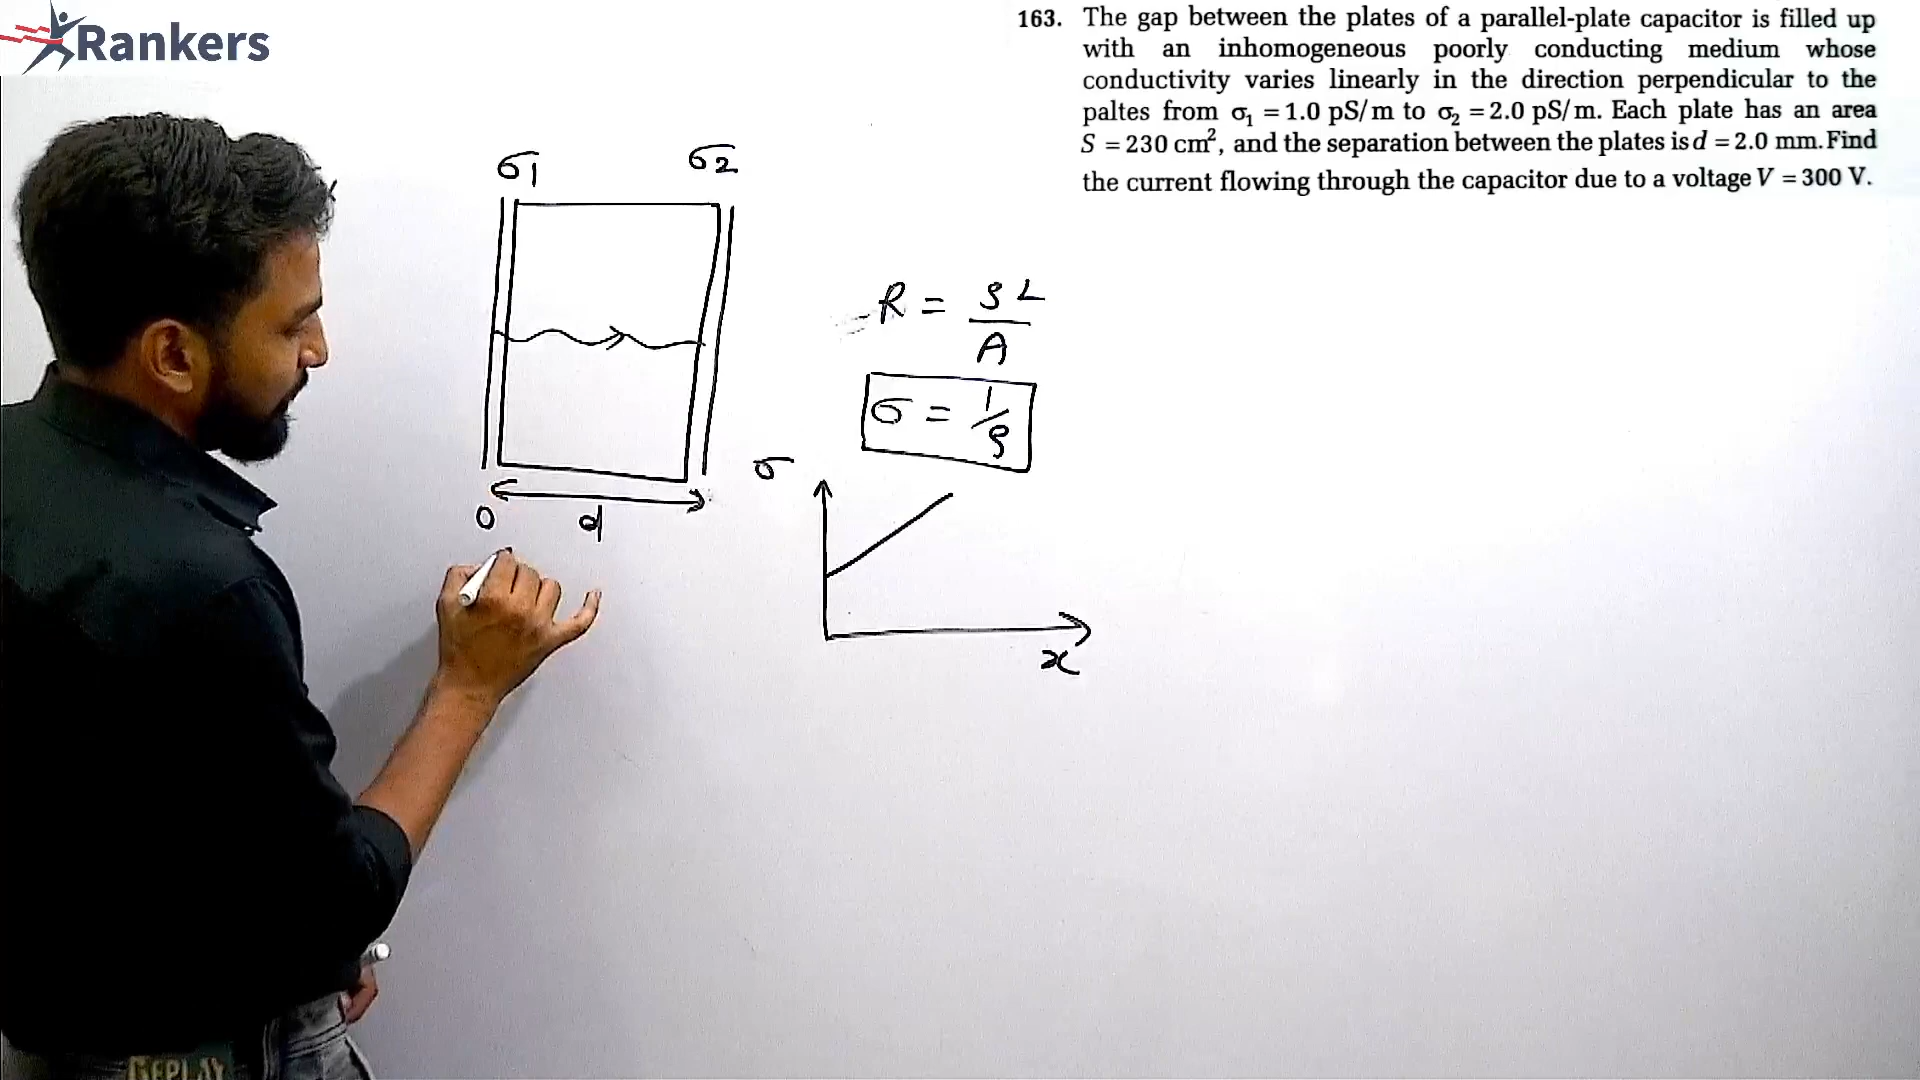 Rankers
163. The gap between the plates of a parallel-plate capacitor is filled up
with an inhomogeneous poorly conducting medium whose
conductivity varies linearly in the direction perpendicular to the
paltes from σ₁ = 1.0 pS/m to σ₂ = 2.0 pS/m. Each plate has an area
S = 230 cm², and the separation between the plates is d = 2.0 mm. Find
the current flowing through the capacitor due to a voltage V = 300 V.
σ1 σ2
R = ρL/A
σ = 1/ρ
σ
0 d
x